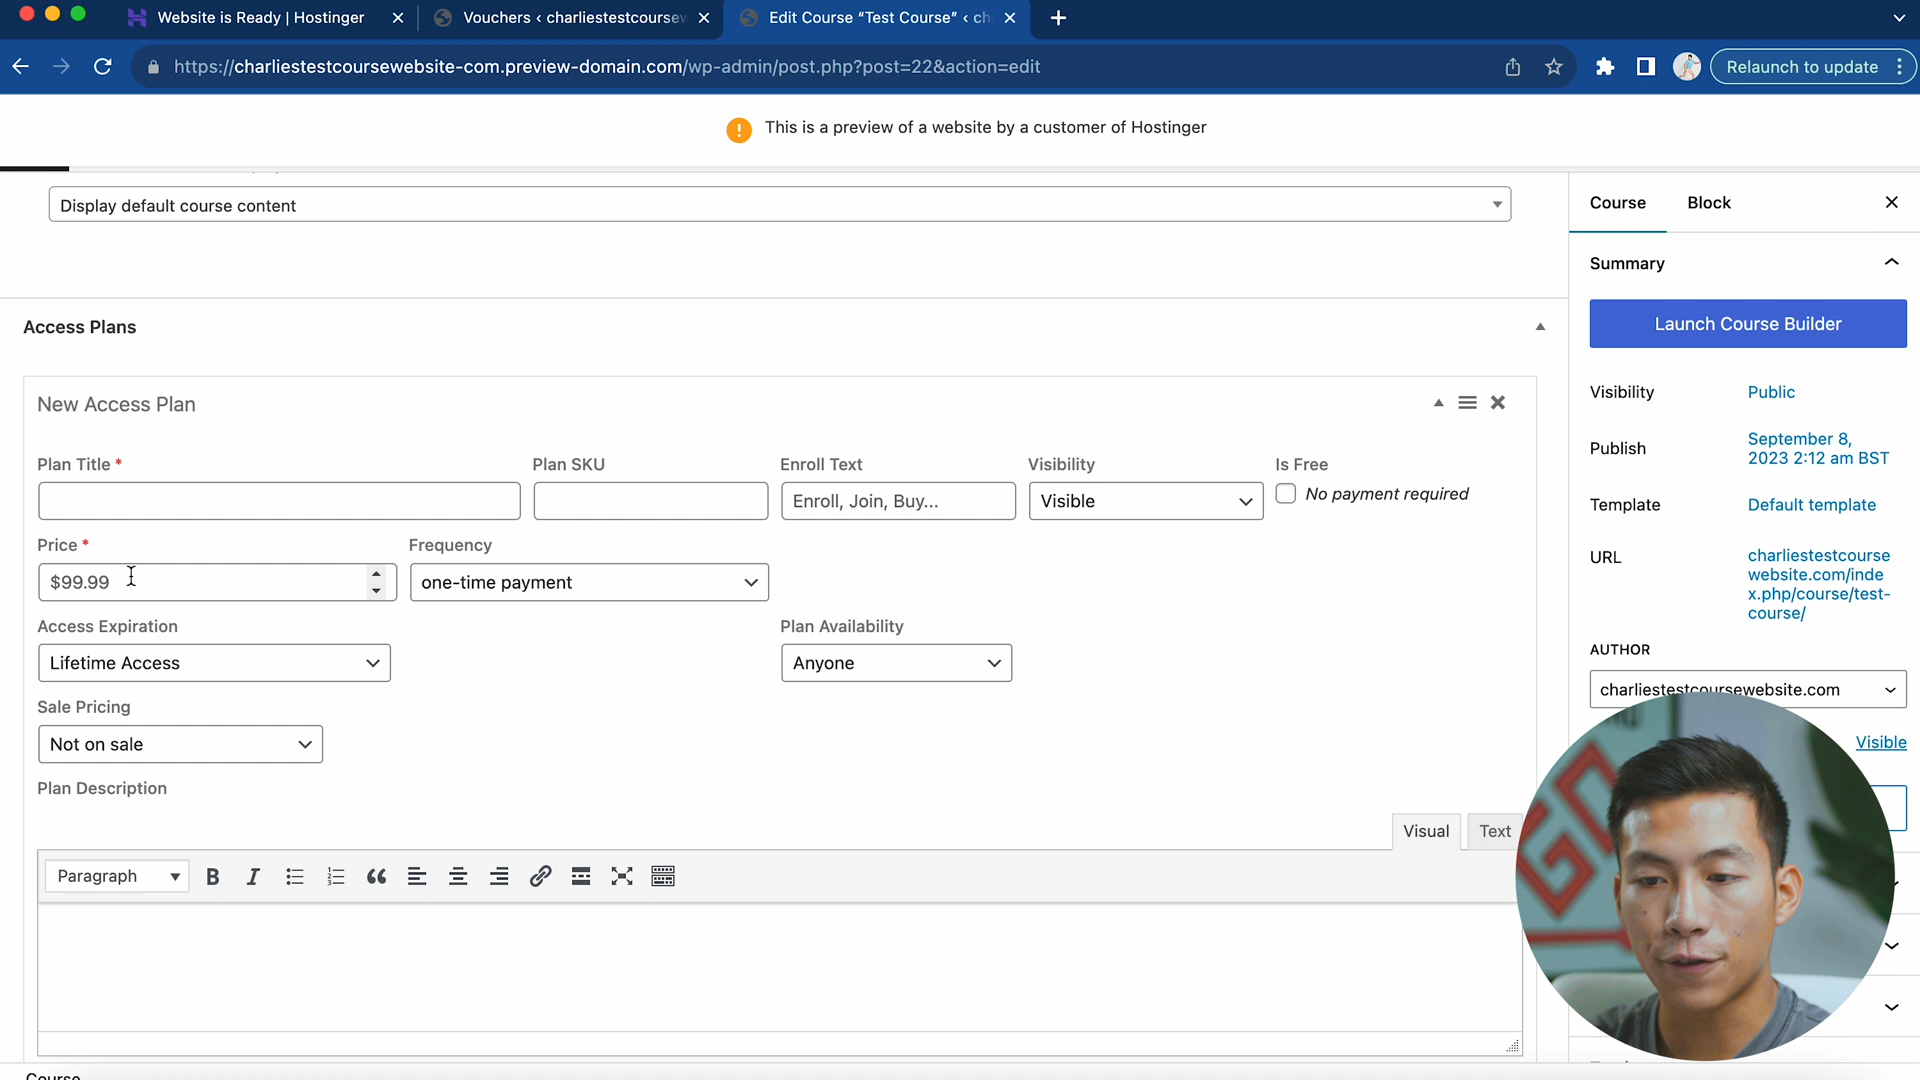 Website is Ready | Hostinger
Vouchers ‹ charliestestcoursew
Edit Course “Test Course” ‹ ch
https://charliestestcoursewebsite-com.preview-domain.com/wp-admin/post.php?post=22&action=edit
Relaunch to update
This is a preview of a website by a customer of Hostinger
Display default course content
Access Plans
New Access Plan
Plan Title *
Plan SKU
Enroll Text
Visibility
Is Free
Enroll, Join, Buy...
Visible
No payment required
Price *
Frequency
$99.99
one-time payment
Access Expiration
Plan Availability
Lifetime Access
Anyone
Sale Pricing
Not on sale
Plan Description
Visual
Text
Paragraph
Course
Course
Block
Summary
Launch Course Builder
Visibility
Public
Publish
September 8,
2023 2:12 am BST
Template
Default template
URL
charliestestcourse
website.com/inde
x.php/course/test-
course/
AUTHOR
charliestestcoursewebsite.com
Visible